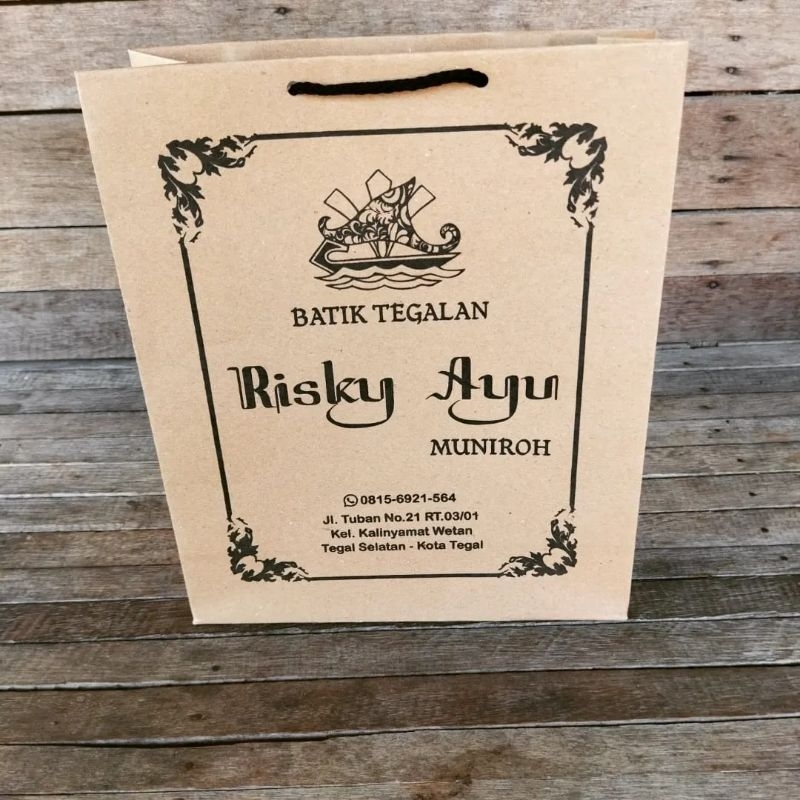 BATIK TEGALAN
Risky Ayu
MUNIROH
0815-6921-564
Jl. Tuban No.21 RT.03/01
Kel. Kalinyamat Wetan
Tegal Selatan - Kota Tegal